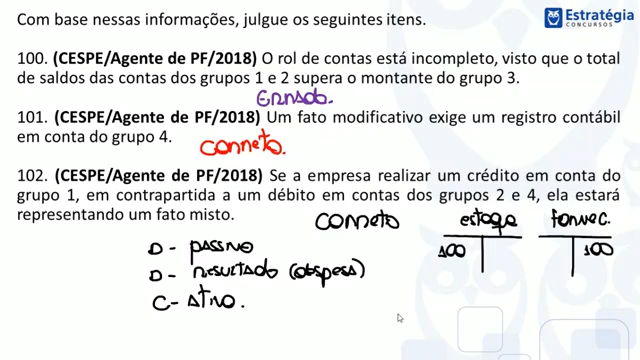 Com base nessas informações, julgue os seguintes itens.
Estratégia
CONCURSOS
100. (CESPE/Agente de PF/2018) O rol de contas está incompleto, visto que o total
de saldos das contas dos grupos 1 e 2 supera o montante do grupo 3.
ERRADO.
101. (CESPE/Agente de PF/2018) Um fato modificativo exige um registro contábil
em conta do grupo 4.
CORRETO.
102. (CESPE/Agente de PF/2018) Se a empresa realizar um crédito em conta do
grupo 1, em contrapartida a um débito em contas dos grupos 2 e 4, ela estará
representando um fato misto.
CORRETO
estoque
fornec.
100
100
D - passivo
D - resultado (despesa)
C - Ativo.